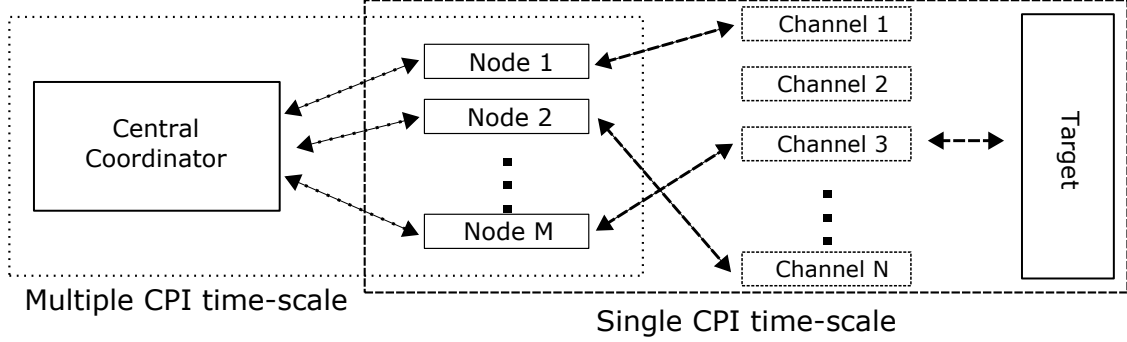 Central
Coordinator
Node 1
Node 2
Node M
Channel 1
Channel 2
Channel 3
Channel N
Target
Multiple CPI time-scale
Single CPI time-scale